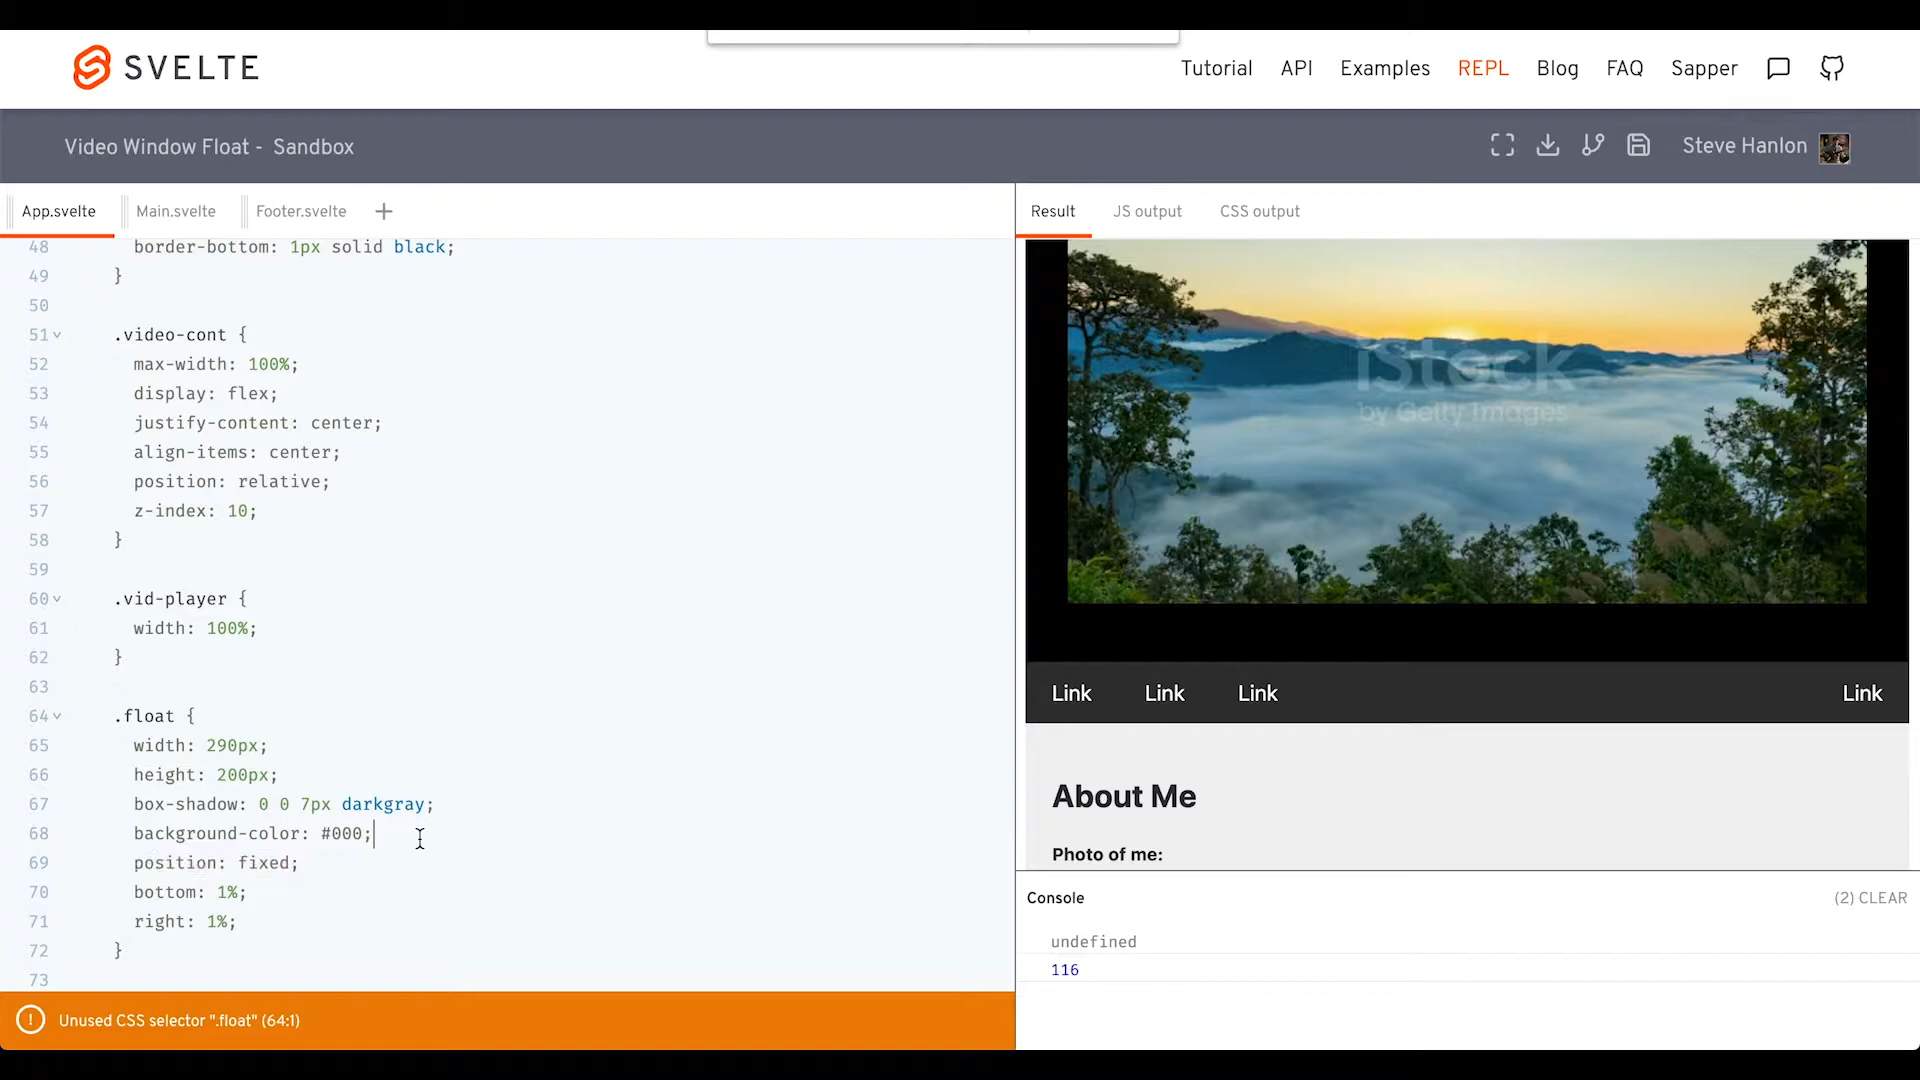 SVELTE
Tutorial API Examples REPL Blog FAQ Sapper
Video Window Float - Sandbox
Steve Hanlon
App.svelte Main.svelte Footer.svelte +
Result JS output CSS output
48 border-bottom: 1px solid black;
49 }
50
51 .video-cont {
52 max-width: 100%;
53 display: flex;
54 justify-content: center;
55 align-items: center;
56 position: relative;
57 z-index: 10;
58 }
59
60 .vid-player {
61 width: 100%;
62 }
63
64 .float {
65 width: 290px;
66 height: 200px;
67 box-shadow: 0 0 7px darkgray;
68 background-color: #000;
69 position: fixed;
70 bottom: 1%;
71 right: 1%;
72 }
73
Unused CSS selector ".float" (64:1)
iStock
by Getty Images
Link Link Link Link
About Me
Photo of me:
Console (2) CLEAR
undefined
116